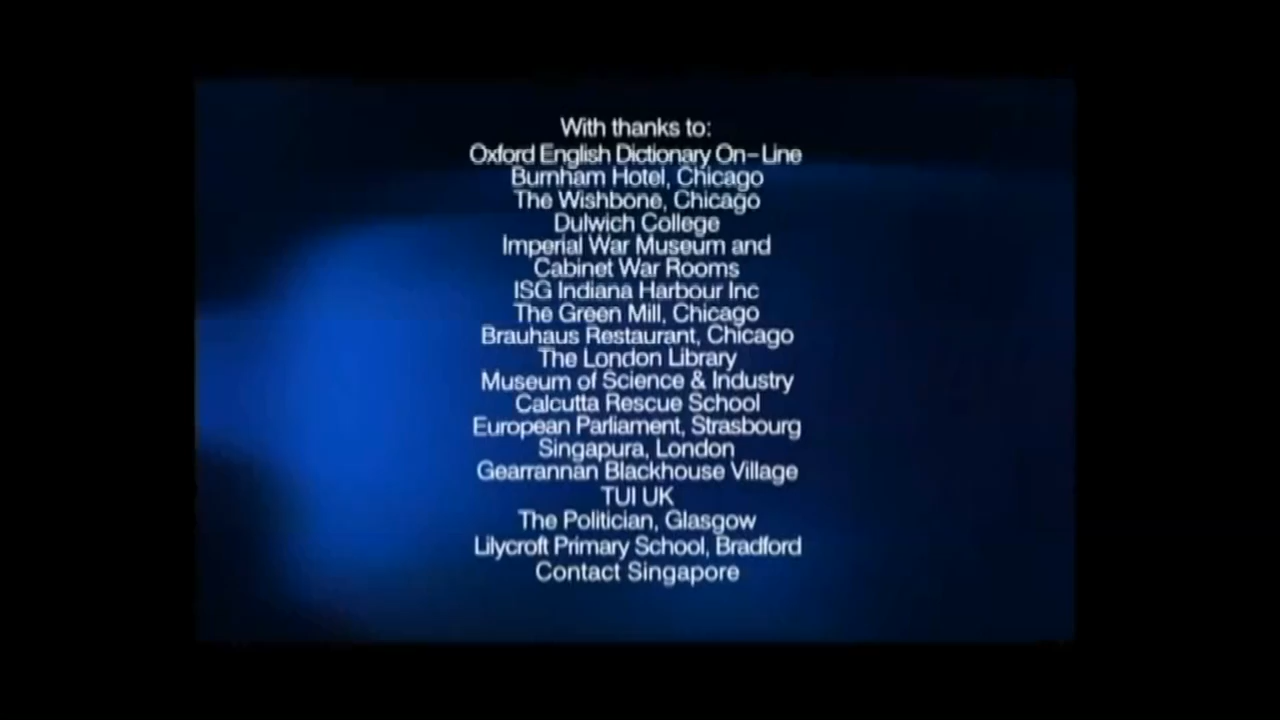 With thanks to:
Oxford English Dictionary On-Line
Burnham Hotel, Chicago
The Wishbone, Chicago
Dulwich College
Imperial War Museum and
Cabinet War Rooms
ISG Indiana Harbour Inc
The Green Mill, Chicago
Brauhaus Restaurant, Chicago
The London Library
Museum of Science & Industry
Calcutta Rescue School
European Parliament, Strasbourg
Singapura, London
Gearrannan Blackhouse Village
TUI UK
The Politician, Glasgow
Lilycroft Primary School, Bradford
Contact Singapore